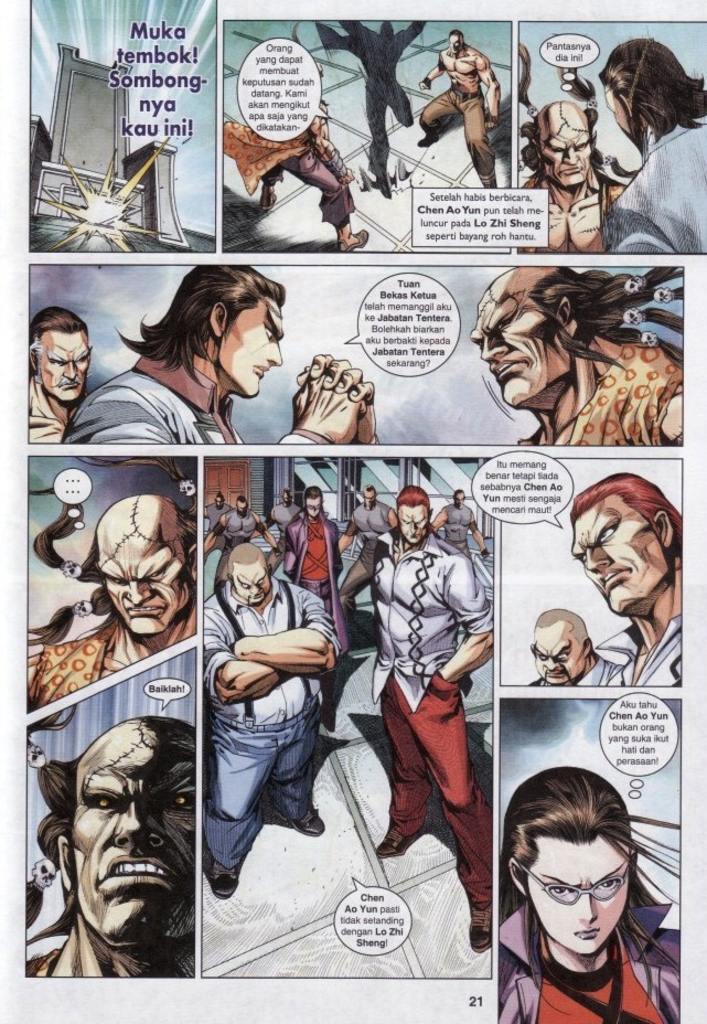 Muka
tembok!
Sombong-
nya
kau ini!
Orang
yang dapat
membuat
keputusan sudah
datang. Kami
akan mengikut
apa saja yang
dikatakan.
Setelah habis berbicara,
Chen Ao Yun pun telah me-
luncur pada Lo Zhi Sheng
seperti bayang roh hantu.
Pantasnya
dia ini!
Tuan
Bekas Ketua
telah memanggil aku
ke Jabatan Tentera.
Bolehkah biarkan
aku berbakti kepada
Jabatan Tentera
sekarang?
...
...
Baiklah!
Chen
Ao Yun pasti
tidak setanding
dengan Lo Zhi
Sheng!
Itu memang
benar tetapi tiada
sebabnya Chen Ao
Yun mesti sengaja
mencari maut!
Aku tahu
Chen Ao Yun
bukan orang
yang suka ikut
hati dan
perasaan!
21